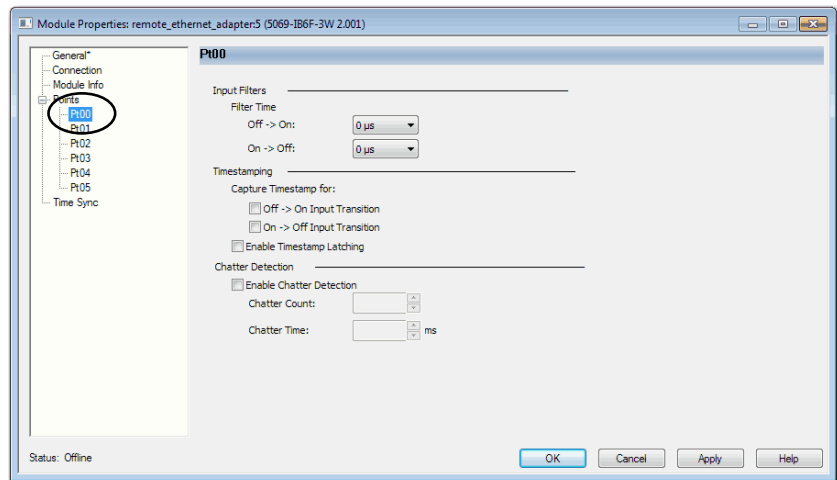 Module Properties: remote_ethernet_adapter:5 (5069-IB6F-3W 2.001)
General*
Connection
Module Info
Points
Pt00
Pt01
Pt02
Pt03
Pt04
Pt05
Time Sync
Pt00
Input Filters
Filter Time
Off -> On: 0 µs
On -> Off: 0 µs
Timestamping
Capture Timestamp for:
Off -> On Input Transition
On -> Off Input Transition
Enable Timestamp Latching
Chatter Detection
Enable Chatter Detection
Chatter Count:
Chatter Time: ms
Status: Offline
OK Cancel Apply Help